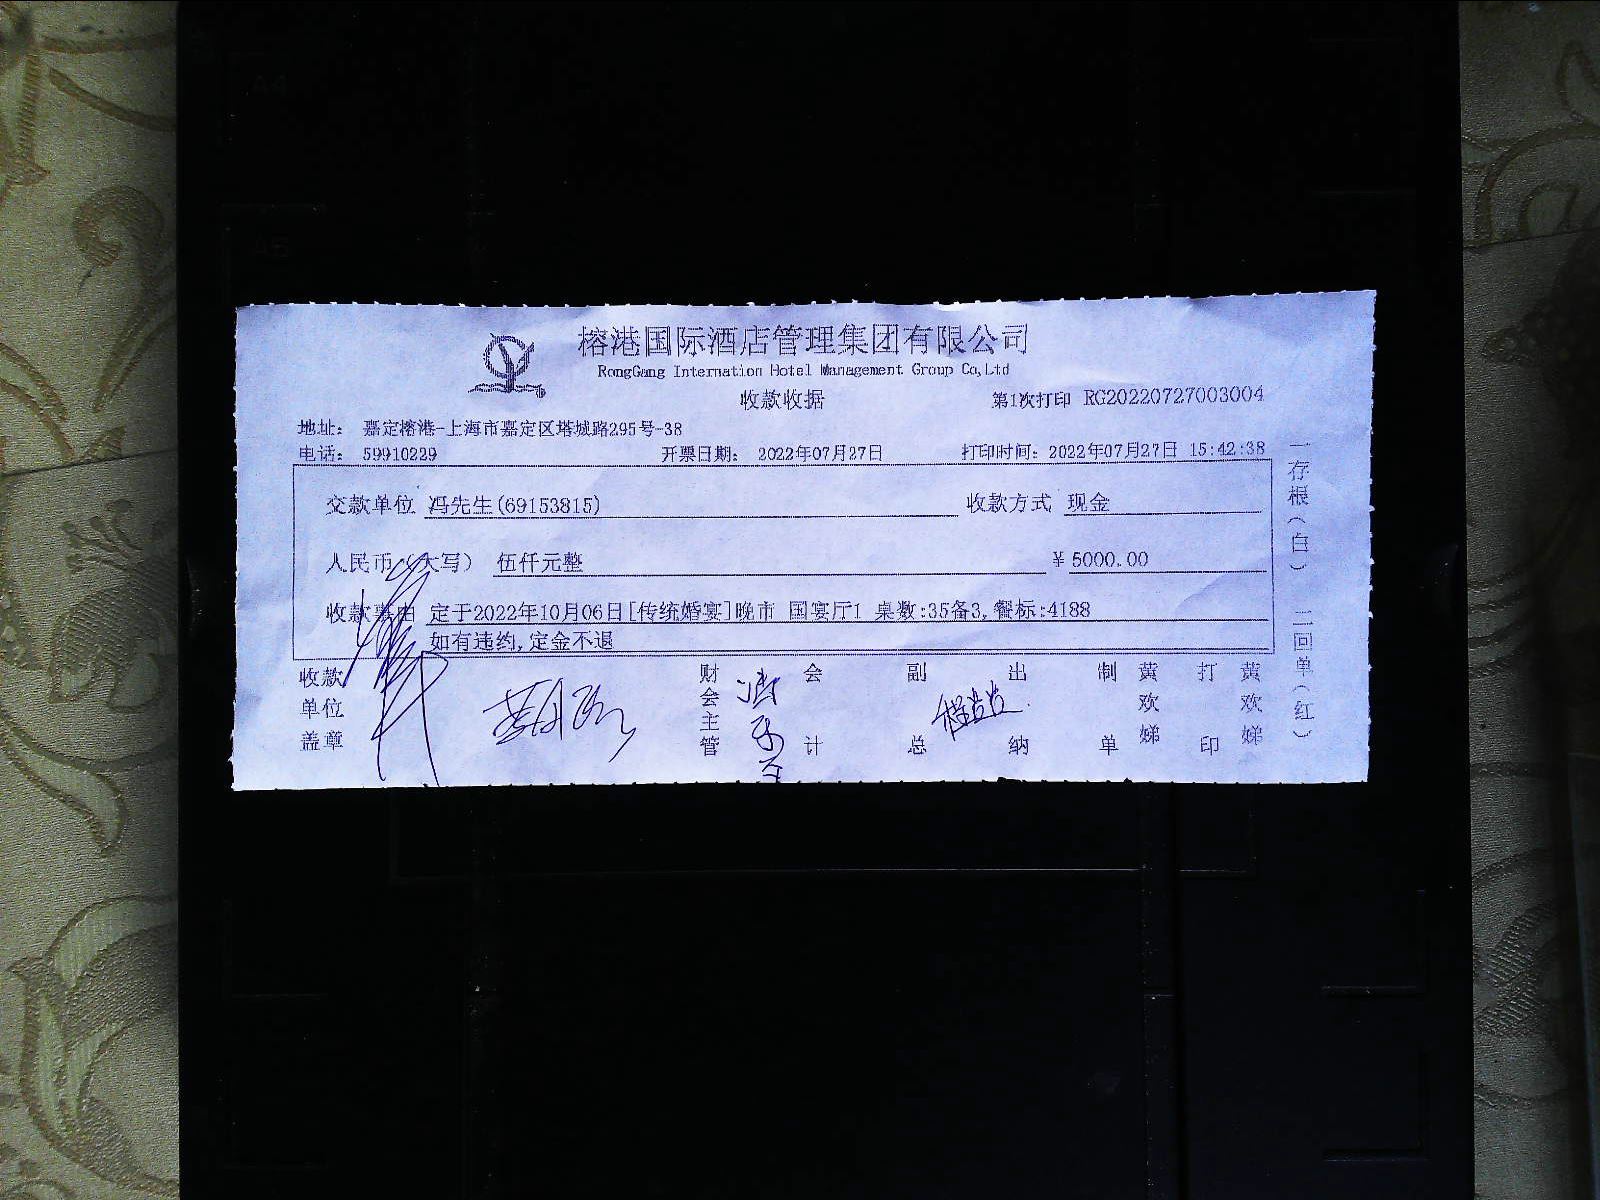 榕港国际酒店管理集团有限公司
RongGang Internation Hotel Management Group Co,Ltd
收款收据
第1次打印 RG20220727003004
地址： 嘉定榕港-上海市嘉定区塔城路295号-38
电话： 59910229 开票日期： 2022年07月27日 打印时间：2022年07月27日 15:42:38
交款单位 冯先生(69153815) 收款方式 现金
人民币（大写） 伍仟元整 ￥5000.00
收款事由 定于2022年10月06日[传统婚宴]晚市 国宴厅1 桌数:35备3,餐标:4188
如有违约,定金不退
收款单位盖章
财会主管
会计
副总
出纳
制单
黄欢娣
打印
黄欢娣
一存根（白） 二回单（红）
A4
A5